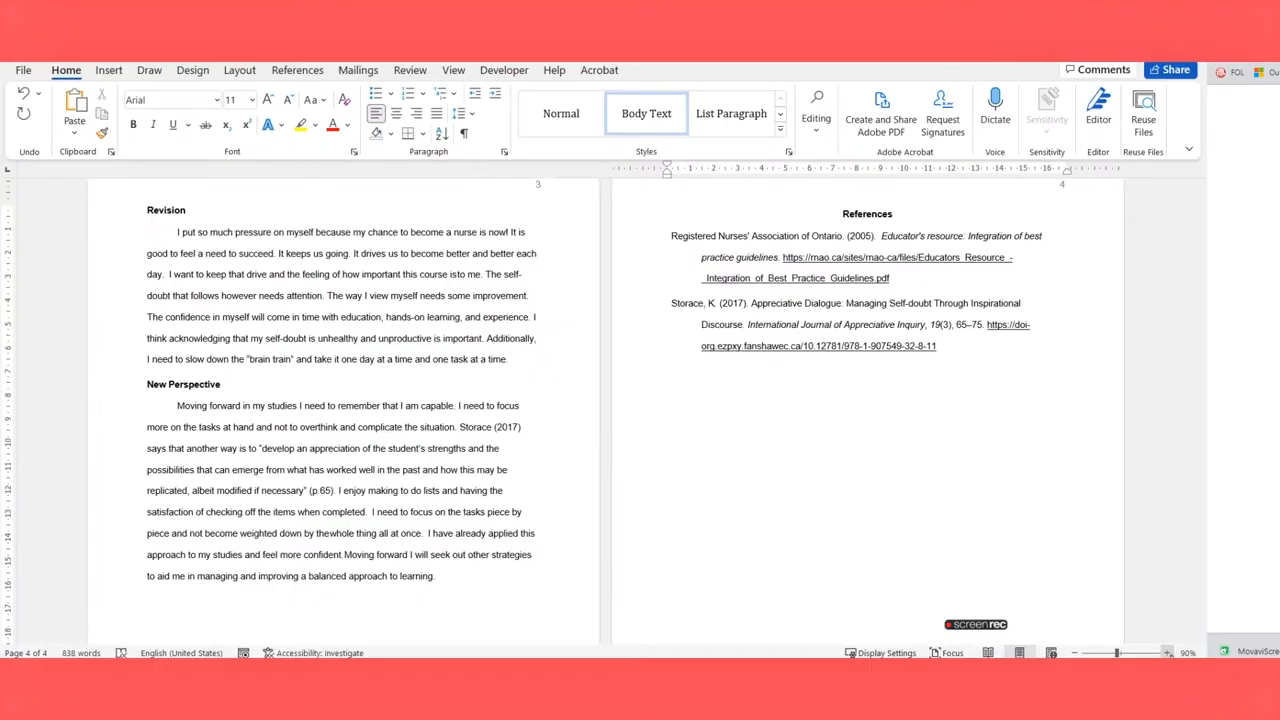 File Home Insert Draw Design Layout References Mailings Review View Developer Help Acrobat Comments Share FOL Ou
Arial 11 Aa
Paste
B I U ab x₂ x² A A
Normal Body Text List Paragraph
Editing
Create and Share Adobe PDF
Request Signatures
Dictate
Sensitivity
Editor
Reuse Files
Undo Clipboard Font Paragraph Styles Adobe Acrobat Voice Sensitivity Editor Reuse Files
3
Revision
I put so much pressure on myself because my chance to become a nurse is now! It is
good to feel a need to succeed. It keeps us going. It drives us to become better and better each
day. I want to keep that drive and the feeling of how important this course isto me. The self-
doubt that follows however needs attention. The way I view myself needs some improvement.
The confidence in myself will come in time with education, hands-on learning, and experience. I
think acknowledging that my self-doubt is unhealthy and unproductive is important. Additionally,
I need to slow down the "brain train" and take it one day at a time and one task at a time.
New Perspective
Moving forward in my studies I need to remember that I am capable. I need to focus
more on the tasks at hand and not to overthink and complicate the situation. Storace (2017)
says that another way is to "develop an appreciation of the student's strengths and the
possibilities that can emerge from what has worked well in the past and how this may be
replicated, albeit modified if necessary" (p.65). I enjoy making to do lists and having the
satisfaction of checking off the items when completed. I need to focus on the tasks piece by
piece and not become weighted down by thewhole thing all at once. I have already applied this
approach to my studies and feel more confident.Moving forward I will seek out other strategies
to aid me in managing and improving a balanced approach to learning.
4
References
Registered Nurses' Association of Ontario. (2005). Educator's resource: Integration of best
practice guidelines. https://rnao.ca/sites/rnao-ca/files/Educators_Resource_-
_Integration_of_Best_Practice_Guidelines.pdf
Storace, K. (2017). Appreciative Dialogue: Managing Self-doubt Through Inspirational
Discourse. International Journal of Appreciative Inquiry, 19(3), 65–75. https://doi-
org.ezpxy.fanshawec.ca/10.12781/978-1-907549-32-8-11
screenrec
Page 4 of 4 838 words English (United States) Accessibility: Investigate Display Settings Focus 90% MovaviScre